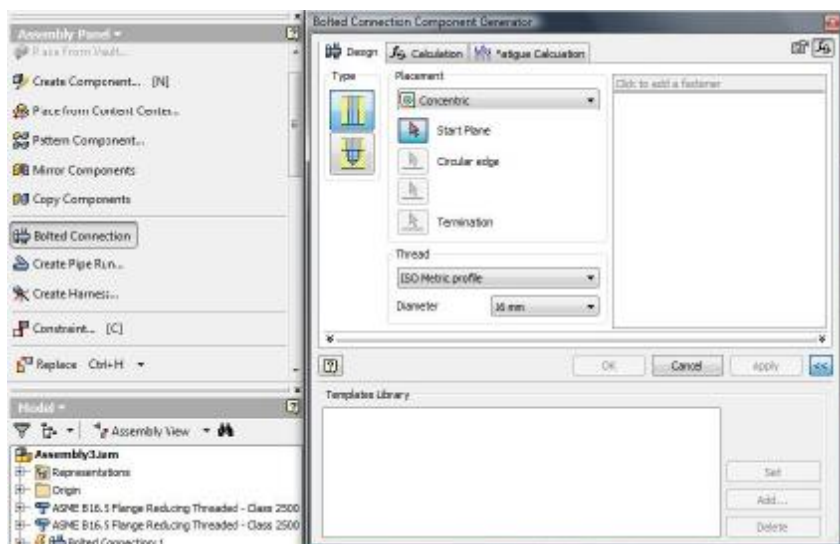 Assembly Panel
Place From Vault...
Create Component... [N]
Place from Content Center...
Pattern Component...
Mirror Components
Copy Components
Bolted Connection
Create Pipe Run...
Create Harness...
Constraint... [C]
Replace Ctrl+H
Model
Assembly View
Assembly3.iam
Representations
Origin
ASME B16.5 Flange Reducing Threaded - Class 2500
ASME B16.5 Flange Reducing Threaded - Class 2500
Bolted Connection:1
Bolted Connection Component Generator
Design
Calculation
Fatigue Calculation
Type
Placement
Concentric
Start Plane
Circular edge
Termination
Thread
ISO Metric profile
Diameter
16 mm
Click to add a fastener
OK
Cancel
Apply
<<
Templates Library
Set
Add...
Delete